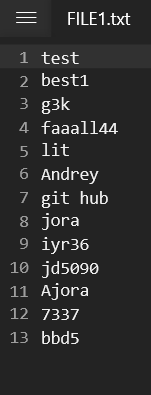 FILE1.txt
1 test
2 best1
3 g3k
4 faaall44
5 lit
6 Andrey
7 git hub
8 jora
9 iyr36
10 jd5090
11 Ajora
12 7337
13 bbd5